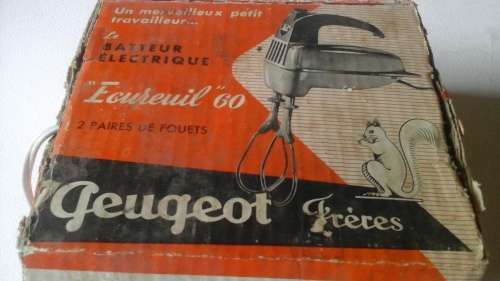 Un merveilleux petit
travailleur...
Le
BATTEUR
ÉLECTRIQUE
"Ecureuil" 60
2 PAIRES DE FOUETS
Peugeot Frères